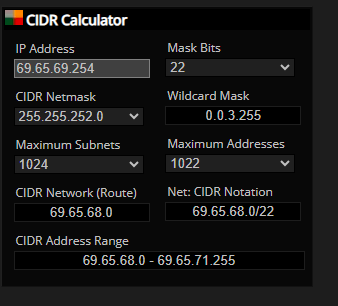 CIDR Calculator
IP Address Mask Bits
69.65.69.254 22
CIDR Netmask Wildcard Mask
255.255.252.0 0.0.3.255
Maximum Subnets Maximum Addresses
1024 1022
CIDR Network (Route) Net: CIDR Notation
69.65.68.0 69.65.68.0/22
CIDR Address Range
69.65.68.0 - 69.65.71.255